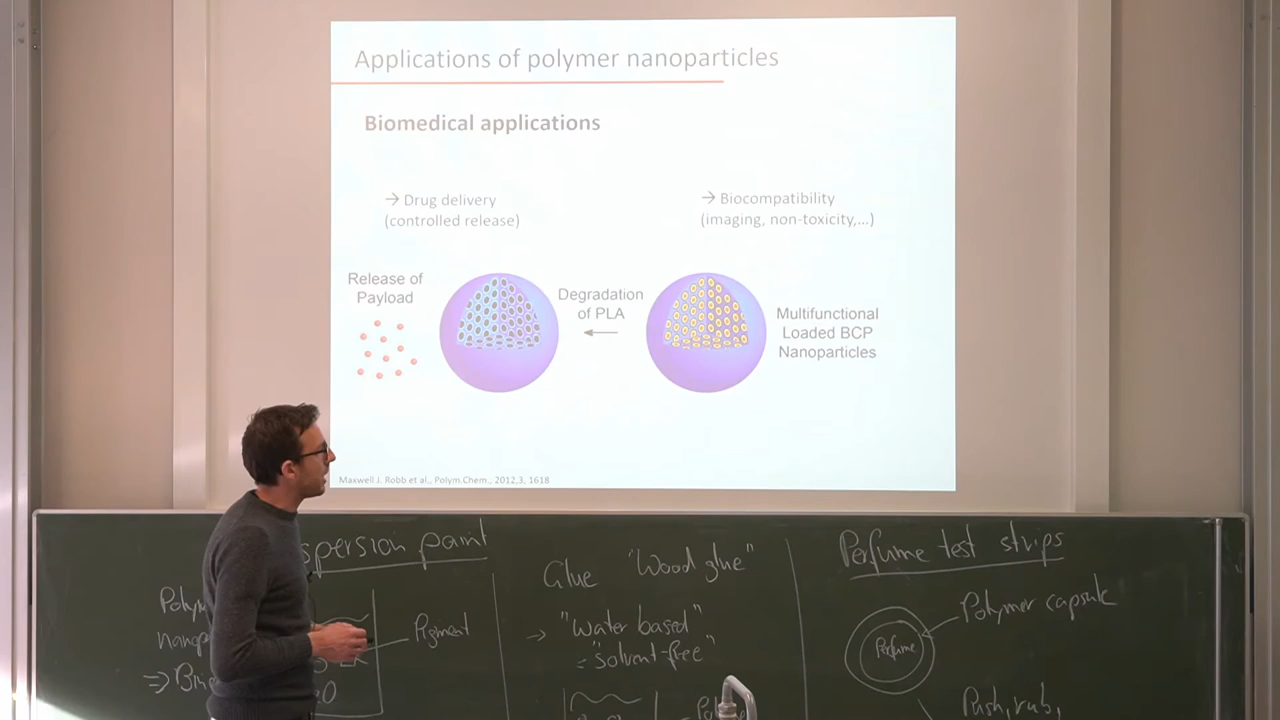 Applications of polymer nanoparticles
Biomedical applications
→ Drug delivery
(controlled release)
→ Biocompatibility
(imaging, non-toxicity,...)
Release of
Payload
Degradation
of PLA
Multifunctional
Loaded BCP
Nanoparticles
Maxwell J. Robb et al., Polym.Chem., 2012,3, 1618
paint
Pigment
Glue "Wood glue"
→ "Water based"
= "Solvent-free"
Perfume test strips
Polymer capsule
Perfume
Push, rub,